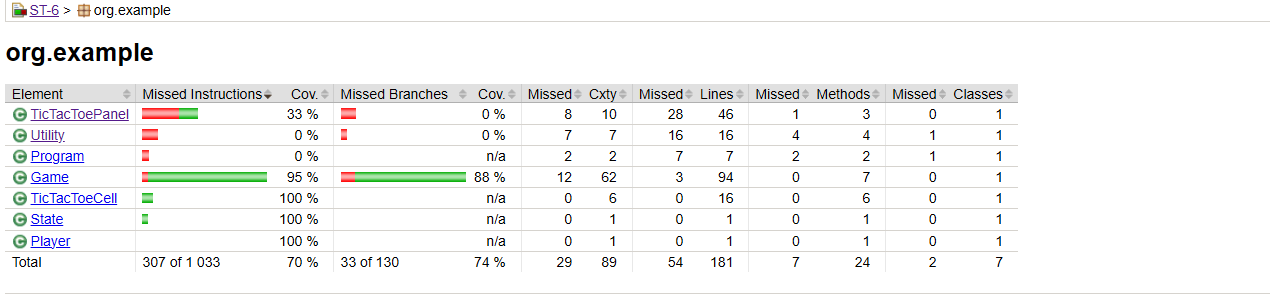 ST-6 > org.example
org.example
Element Missed Instructions Cov. Missed Branches Cov. Missed Cxty Missed Lines Missed Methods Missed Classes
TicTacToePanel 33 % 0 % 8 10 28 46 1 3 0 1
Utility 0 % 0 % 7 7 16 16 4 4 1 1
Program 0 % n/a 2 2 7 7 2 2 1 1
Game 95 % 88 % 12 62 3 94 0 7 0 1
TicTacToeCell 100 % n/a 0 6 0 16 0 6 0 1
State 100 % n/a 0 1 0 1 0 1 0 1
Player 100 % n/a 0 1 0 1 0 1 0 1
Total 307 of 1 033 70 % 33 of 130 74 % 29 89 54 181 7 24 2 7